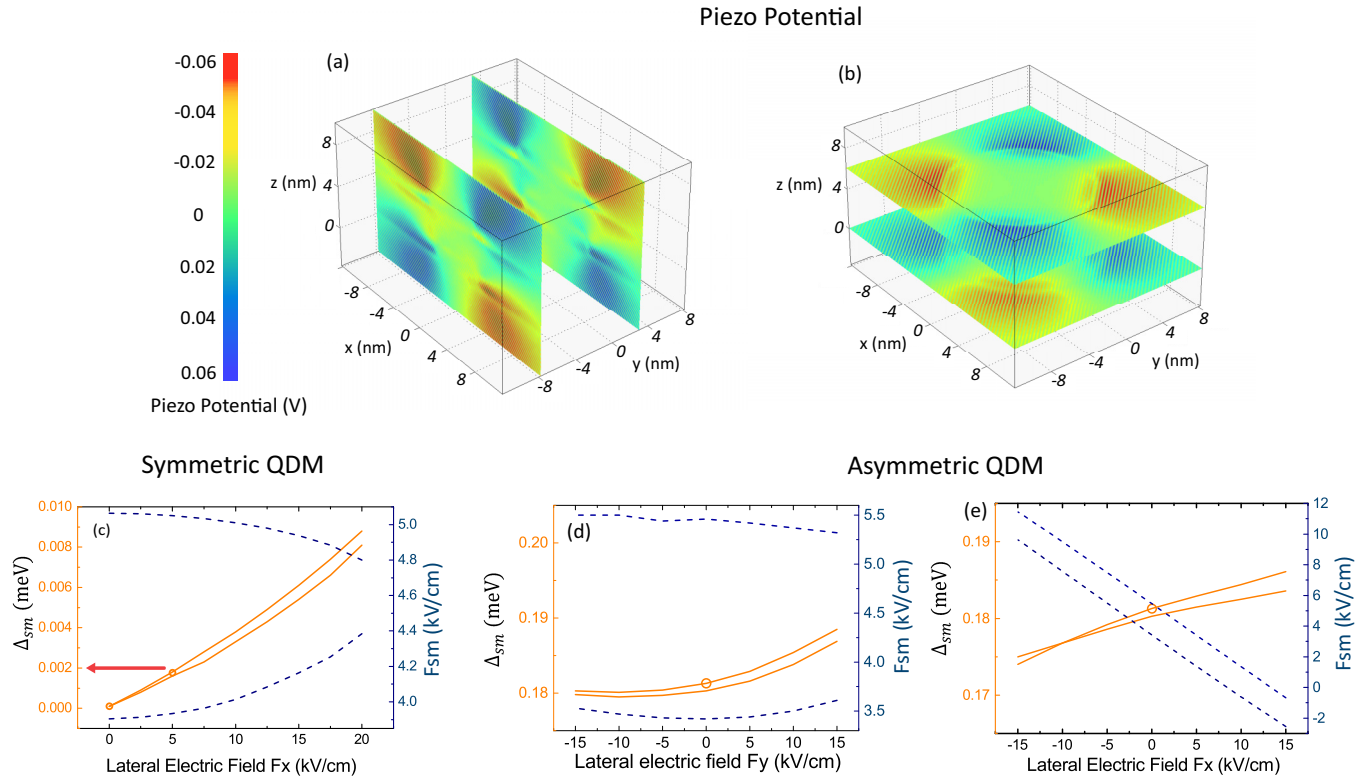 Piezo Potential
-0.06
-0.04
-0.02
0
0.02
0.04
0.06
Piezo Potential (V)
(a)
8
z (nm) 4
0
-8
-4
0
4
8
x (nm)
-8
-4
0
4
8
y (nm)
(b)
8
z (nm) 4
0
-8
-4
0
4
8
x (nm)
-8
-4
0
4
8
y (nm)
Symmetric QDM
Asymmetric QDM
(c)
0.010
0.008
0.006
0.004
0.002
0.000
Δsm (meV)
0 5 10 15 20
Lateral Electric Field Fx (kV/cm)
5.0
4.8
4.6
4.4
4.2
4.0
Fsm (kV/cm)
(d)
0.20
0.19
0.18
Δsm (meV)
-15 -10 -5 0 5 10 15
Lateral electric field Fy (kV/cm)
5.5
5.0
4.5
4.0
3.5
Fsm (kV/cm)
(e)
0.19
0.18
0.17
Δsm (meV)
-15 -10 -5 0 5 10 15
Lateral Electric Field Fx (kV/cm)
12
10
8
6
4
2
0
-2
Fsm (kV/cm)